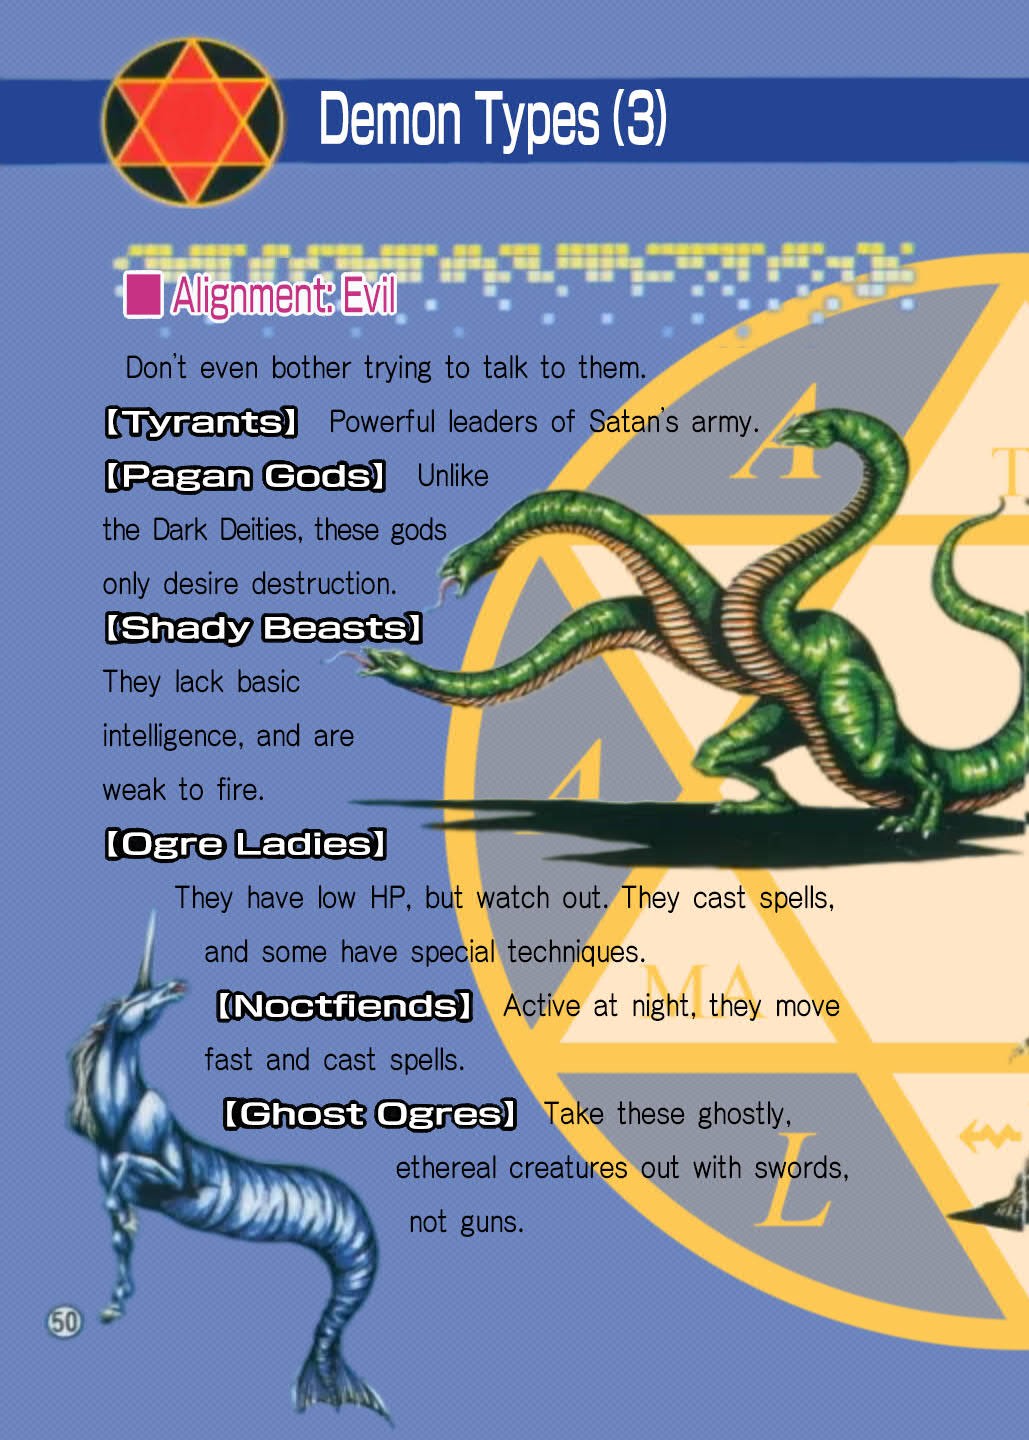 Demon Types (3)
Alignment: Evil
Don't even bother trying to talk to them.
【Tyrants】 Powerful leaders of Satan's army.
【Pagan Gods】 Unlike
the Dark Deities, these gods
only desire destruction.
【Shady Beasts】
They lack basic
intelligence, and are
weak to fire.
【Ogre Ladies】
They have low HP, but watch out. They cast spells,
and some have special techniques.
【Noctfiends】 Active at night, they move
fast and cast spells.
【Ghost Ogres】 Take these ghostly,
ethereal creatures out with swords,
not guns.
A
T
A
MA
L
50